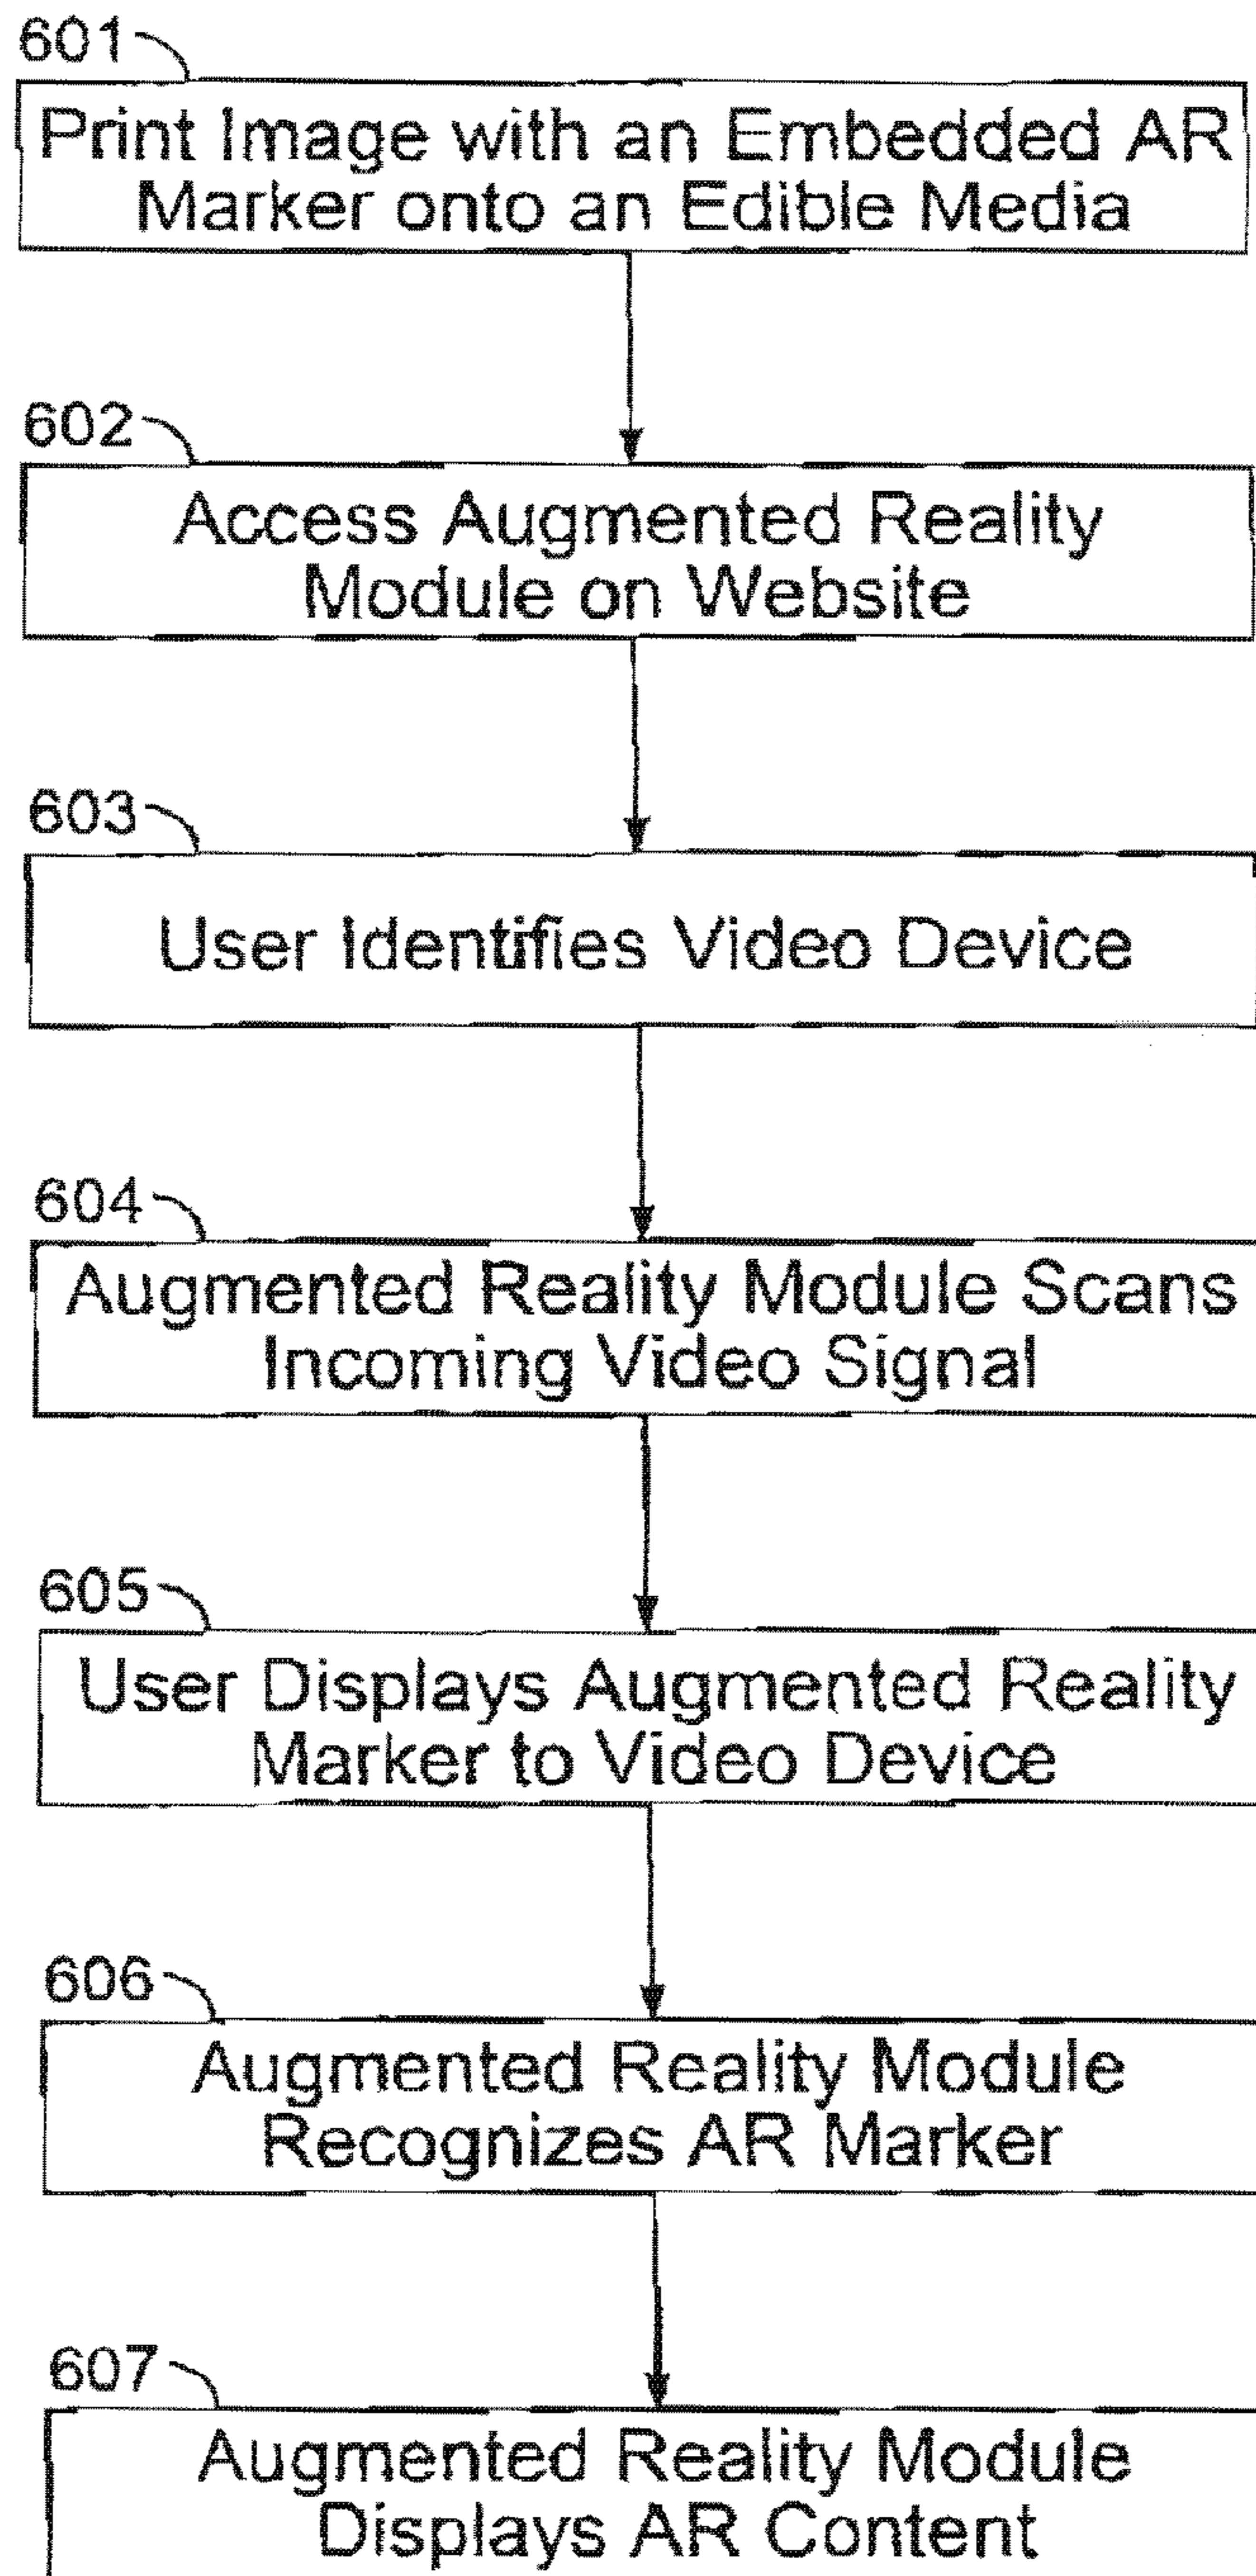 601
Print Image with an Embedded AR
Marker onto an Edible Media
602
Access Augmented Reality
Module on Website
603
User Identifies Video Device
604
Augmented Reality Module Scans
Incoming Video Signal
605
User Displays Augmented Reality
Marker to Video Device
606
Augmented Reality Module
Recognizes AR Marker
607
Augmented Reality Module
Displays AR Content